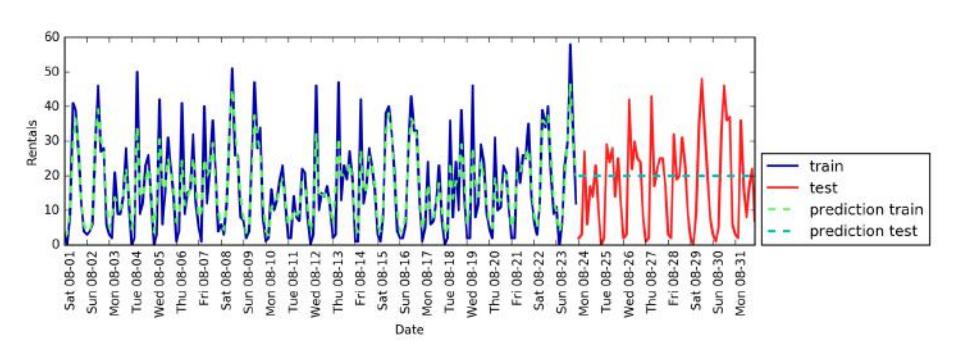 60
50
40
30
20
10
0
Rentals
Sat 08-01
Sun 08-02
Mon 08-03
Tue 08-04
Wed 08-05
Thu 08-06
Fri 08-07
Sat 08-08
Sun 08-09
Mon 08-10
Tue 08-11
Wed 08-12
Thu 08-13
Fri 08-14
Sat 08-15
Sun 08-16
Mon 08-17
Tue 08-18
Wed 08-19
Thu 08-20
Fri 08-21
Sat 08-22
Sun 08-23
Mon 08-24
Tue 08-25
Wed 08-26
Thu 08-27
Fri 08-28
Sat 08-29
Sun 08-30
Mon 08-31
Date
train
test
prediction train
prediction test